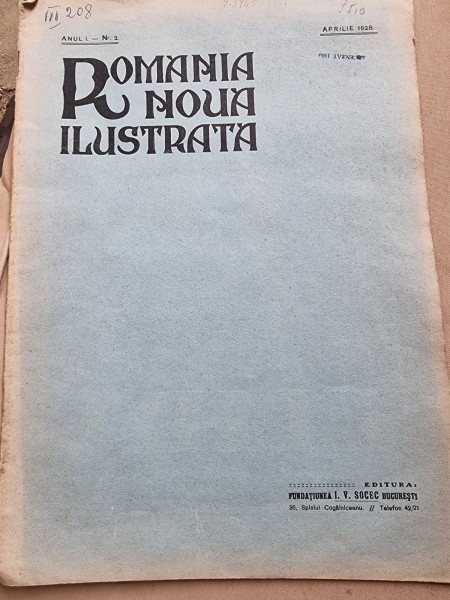 III 208
ANUL I. — Nr. 2.
APRILIE 1928
ROMANIA
NOUA
ILUSTRATA
EDITURA:
FUNDAȚIUNEA I. V. SOCEC BUCUREȘTI
36, Splaiul Cogălniceanu. // Telefon 42/21